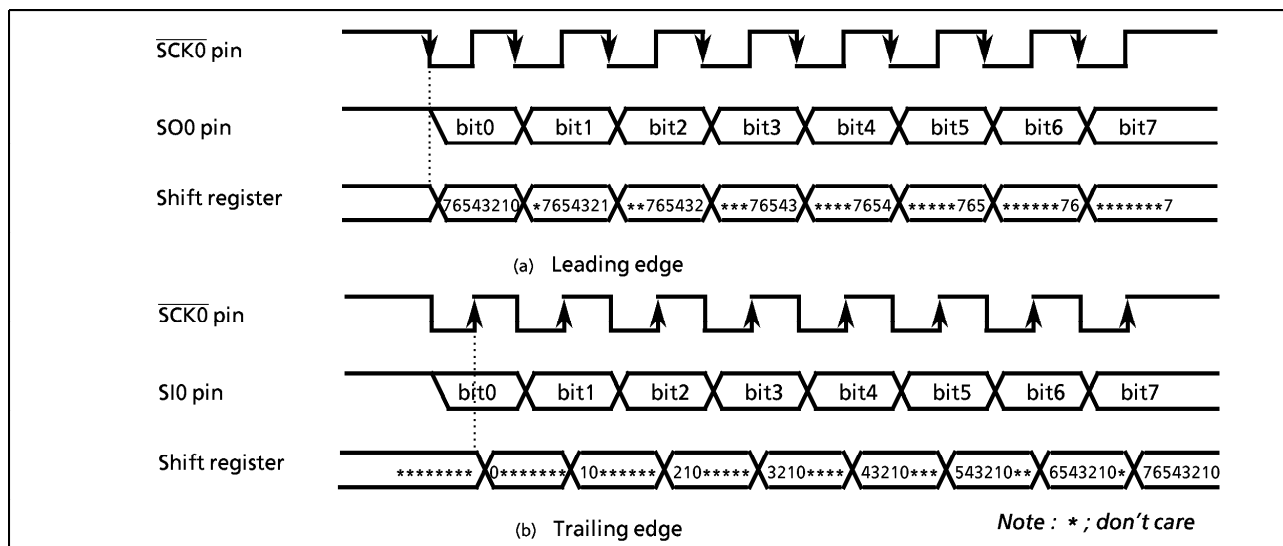 SCK0 pin
SO0 pin
bit0 bit1 bit2 bit3 bit4 bit5 bit6 bit7
Shift register
76543210 *7654321 **765432 ***76543 ****7654 *****765 ******76 *******7
(a) Leading edge
SCK0 pin
SI0 pin
bit0 bit1 bit2 bit3 bit4 bit5 bit6 bit7
Shift register
******** 0******* 10****** 210***** 3210**** 43210*** 543210** 6543210* 76543210
(b) Trailing edge
Note : * ; don't care